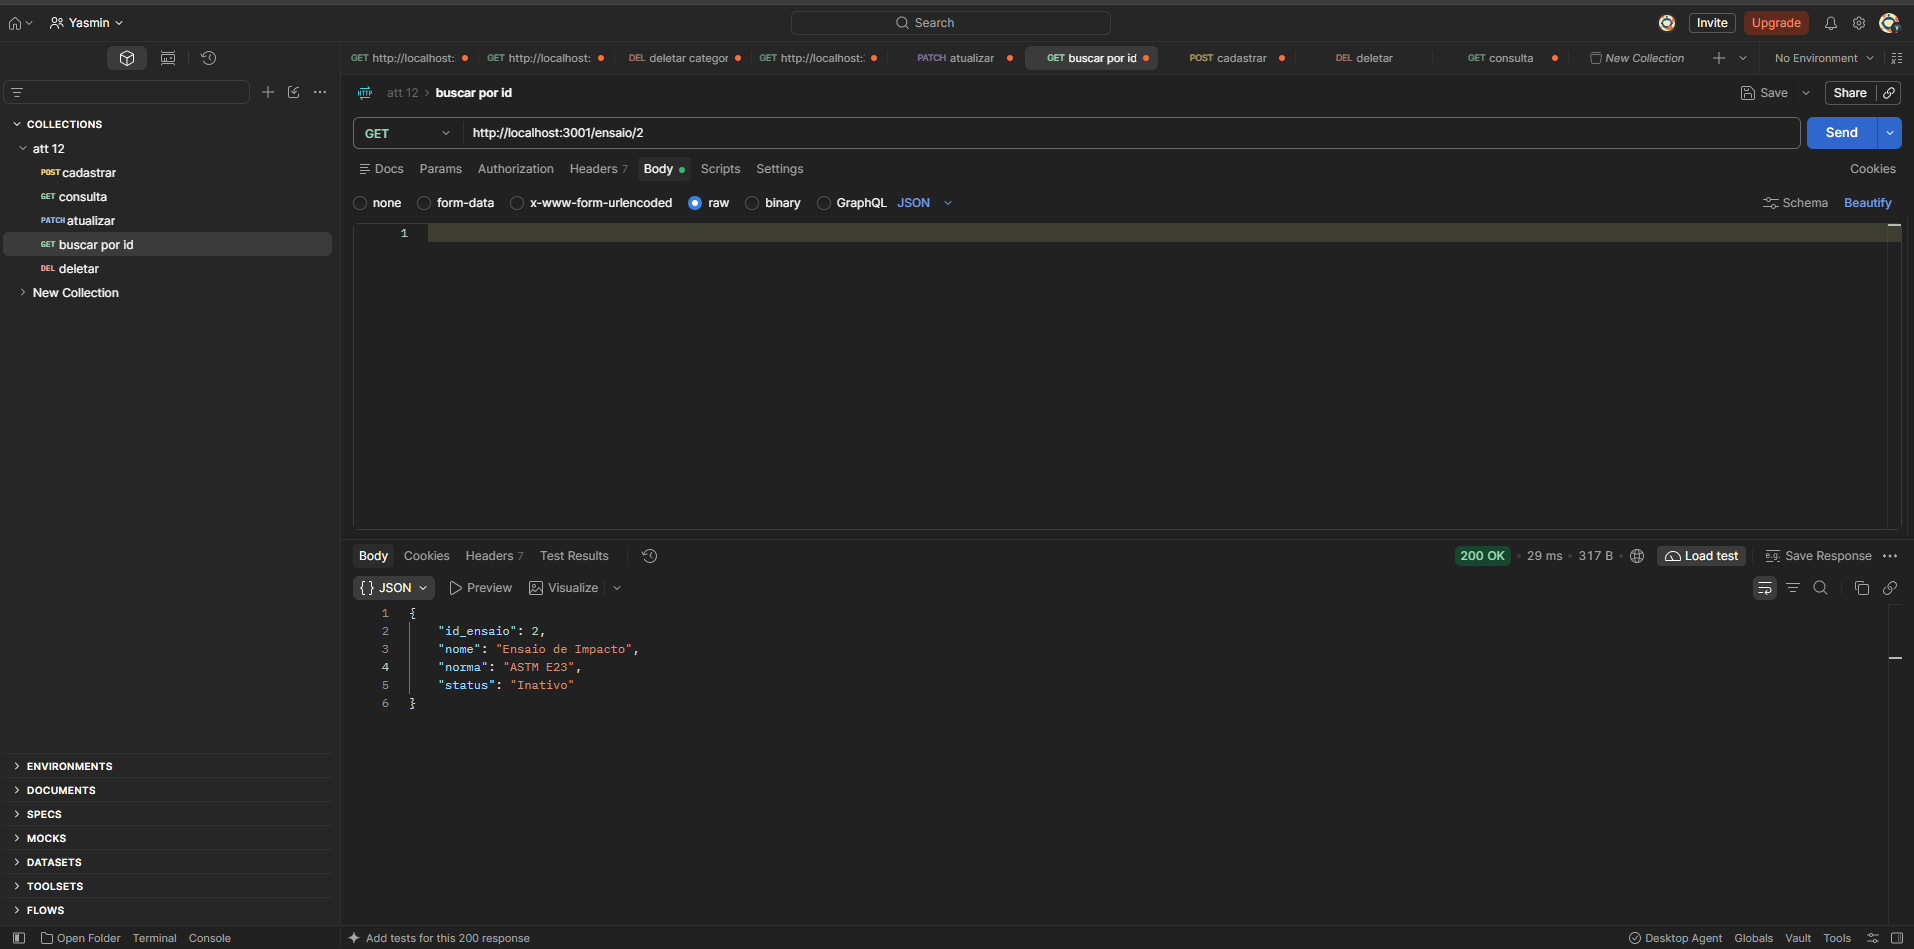 Yasmin
Search
Invite
Upgrade
GET http://localhost:
GET http://localhost:
DEL deletar categor
GET http://localhost:
PATCH atualizar
GET buscar por id
POST cadastrar
DEL deletar
GET consulta
New Collection
No Environment
att 12 > buscar por id
Save
Share
COLLECTIONS
att 12
POST cadastrar
GET consulta
PATCH atualizar
GET buscar por id
DEL deletar
New Collection
GET
http://localhost:3001/ensaio/2
Send
Docs Params Authorization Headers 7 Body Scripts Settings
Cookies
none form-data x-www-form-urlencoded raw binary GraphQL JSON
Schema Beautify
1
Body Cookies Headers 7 Test Results
200 OK • 29 ms • 317 B
Load test
e.g. Save Response
{} JSON Preview Visualize
1 {
2 "id_ensaio": 2,
3 "nome": "Ensaio de Impacto",
4 "norma": "ASTM E23",
5 "status": "Inativo"
6 }
ENVIRONMENTS
DOCUMENTS
SPECS
MOCKS
DATASETS
TOOLSETS
FLOWS
Open Folder Terminal Console
Add tests for this 200 response
Desktop Agent Globals Vault Tools